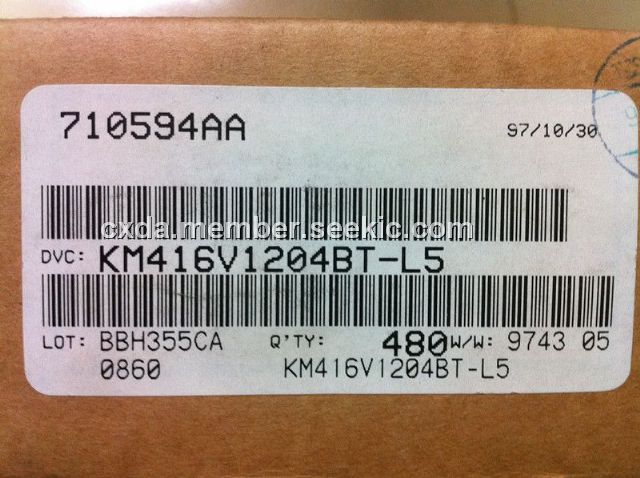 710594AA 97/10/30
cxda.member.seekic.com
DVC: KM416V1204BT-L5
LOT: BBH355CA Q'TY: 480 W/W: 9743 05
0860 KM416V1204BT-L5